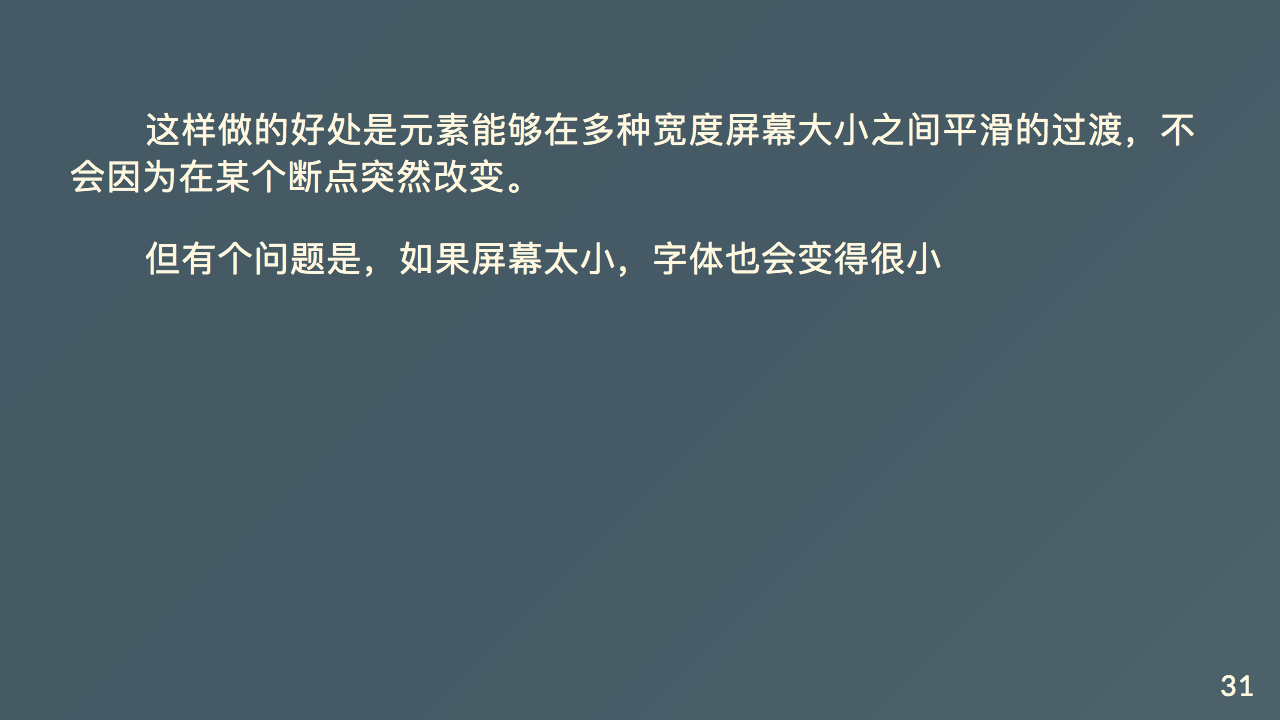 这样做的好处是元素能够在多种宽度屏幕大小之间平滑的过渡，不
会因为在某个断点突然改变。
但有个问题是，如果屏幕太小，字体也会变得很小
31